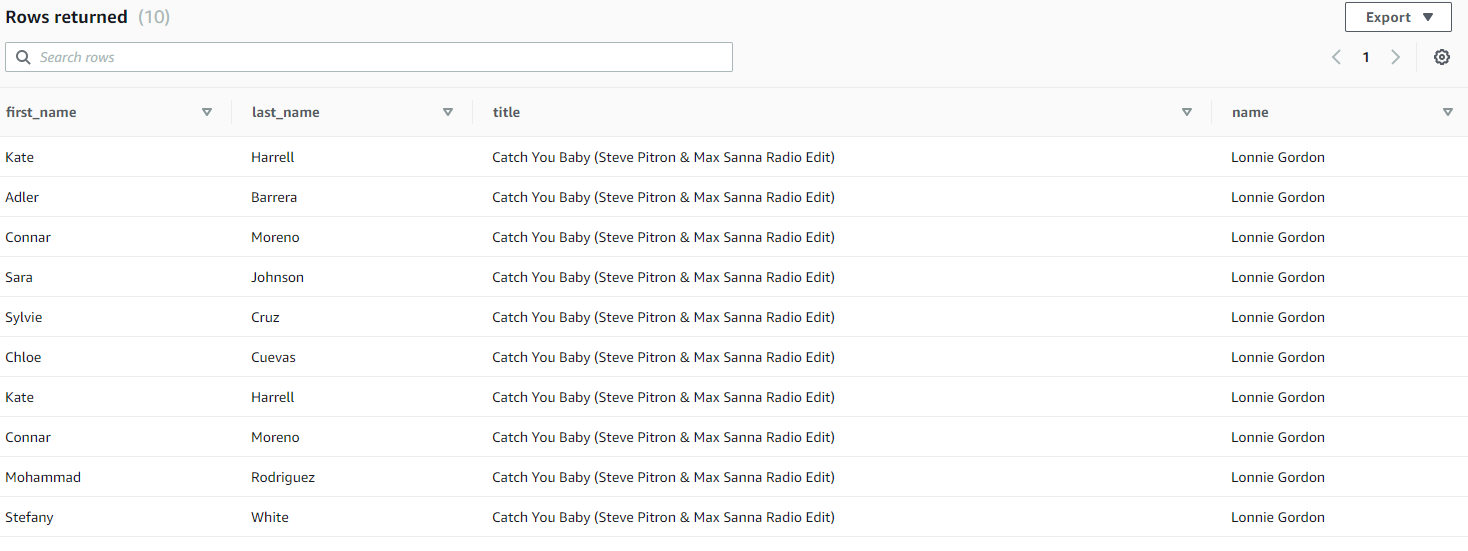 Rows returned (10)
Export
Search rows
1
first_name last_name title name
Kate Harrell Catch You Baby (Steve Pitron & Max Sanna Radio Edit) Lonnie Gordon
Adler Barrera Catch You Baby (Steve Pitron & Max Sanna Radio Edit) Lonnie Gordon
Connar Moreno Catch You Baby (Steve Pitron & Max Sanna Radio Edit) Lonnie Gordon
Sara Johnson Catch You Baby (Steve Pitron & Max Sanna Radio Edit) Lonnie Gordon
Sylvie Cruz Catch You Baby (Steve Pitron & Max Sanna Radio Edit) Lonnie Gordon
Chloe Cuevas Catch You Baby (Steve Pitron & Max Sanna Radio Edit) Lonnie Gordon
Kate Harrell Catch You Baby (Steve Pitron & Max Sanna Radio Edit) Lonnie Gordon
Connar Moreno Catch You Baby (Steve Pitron & Max Sanna Radio Edit) Lonnie Gordon
Mohammad Rodriguez Catch You Baby (Steve Pitron & Max Sanna Radio Edit) Lonnie Gordon
Stefany White Catch You Baby (Steve Pitron & Max Sanna Radio Edit) Lonnie Gordon